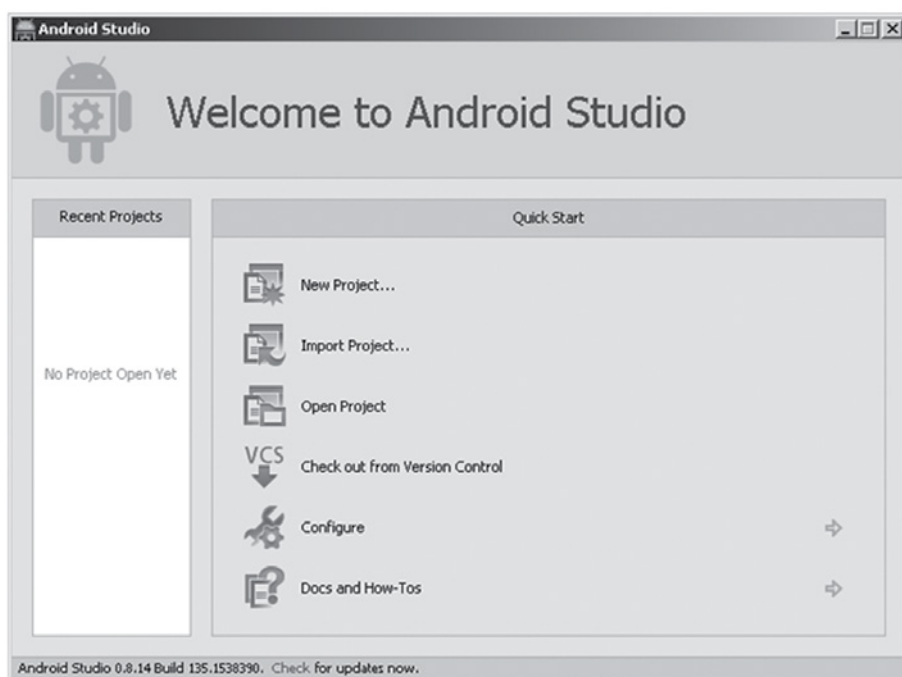 Android Studio
Welcome to Android Studio
Recent Projects
No Project Open Yet
Quick Start
New Project...
Import Project...
Open Project
VCS
Check out from Version Control
Configure
Docs and How-Tos
Android Studio 0.8.14 Build 135.1538390. Check for updates now.